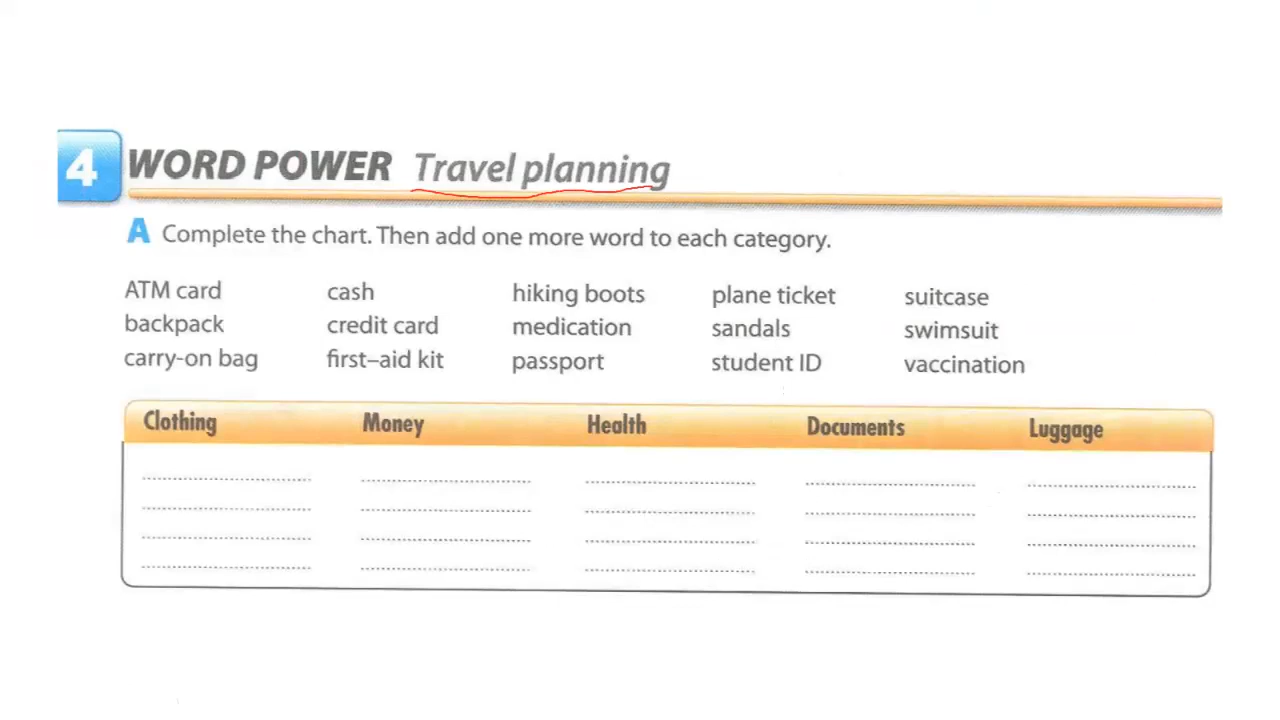 4 WORD POWER Travel planning
A Complete the chart. Then add one more word to each category.
ATM card cash hiking boots plane ticket suitcase
backpack credit card medication sandals swimsuit
carry-on bag first–aid kit passport student ID vaccination
Clothing Money Health Documents Luggage